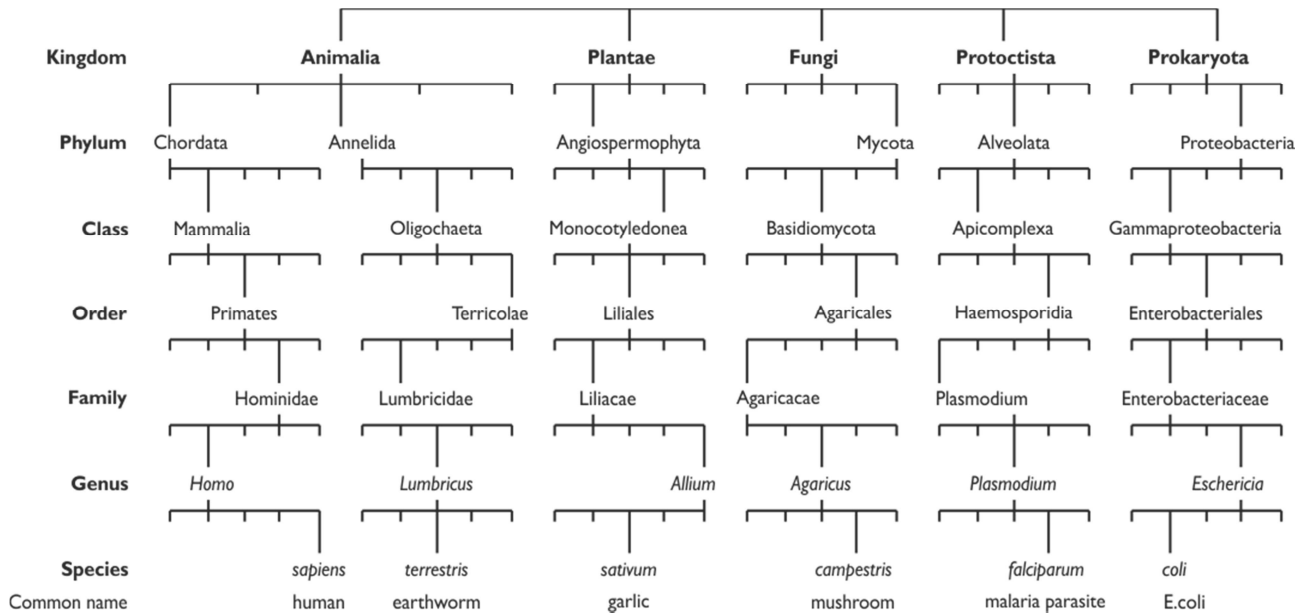 Kingdom Animalia Plantae Fungi Protoctista Prokaryota
Phylum Chordata Annelida Angiospermophyta Mycota Alveolata Proteobacteria
Class Mammalia Oligochaeta Monocotyledonea Basidiomycota Apicomplexa Gammaproteobacteria
Order Primates Terricolae Liliales Agaricales Haemosporidia Enterobacteriales
Family Hominidae Lumbricidae Liliacae Agaricacae Plasmodium Enterobacteriaceae
Genus Homo Lumbricus Allium Agaricus Plasmodium Eschericia
Species sapiens terrestris sativum campestris falciparum coli
Common name human earthworm garlic mushroom malaria parasite E.coli